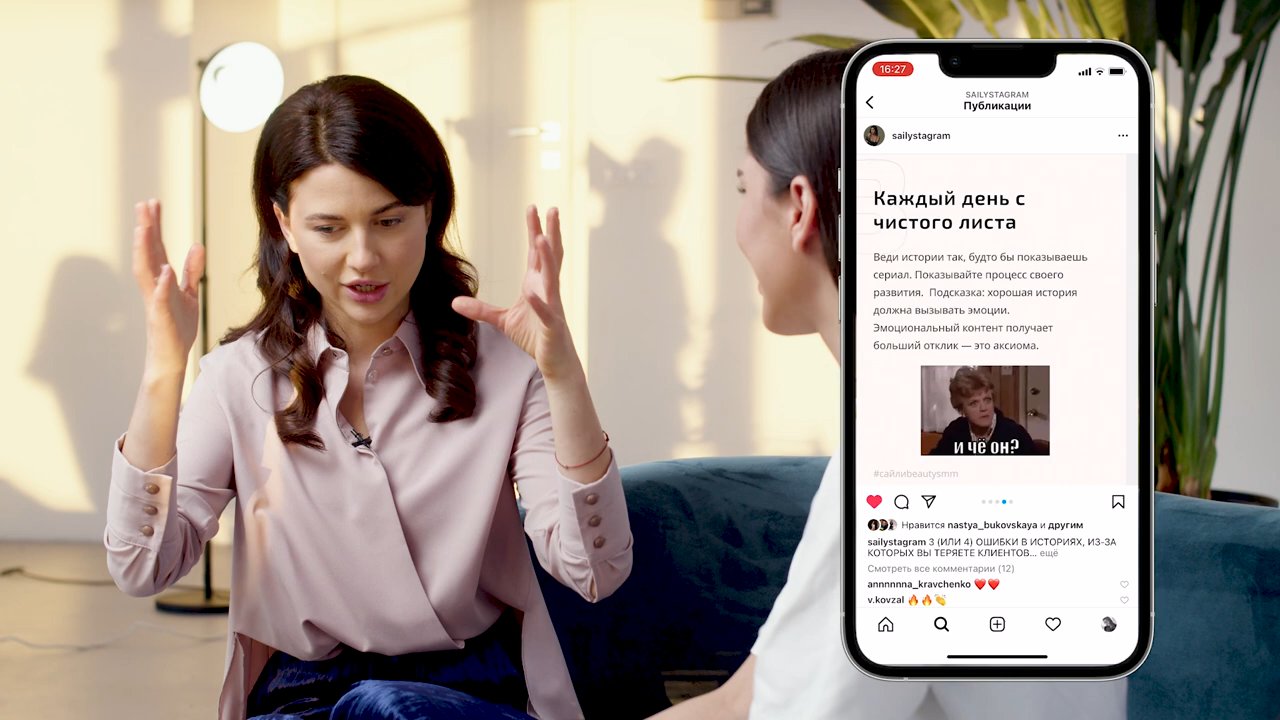 16:27
SAILYSTAGRAM
Публикации
sailystagram
Каждый день с
чистого листа
Веди истории так, будто бы показываешь
сериал. Показывайте процесс своего
развития. Подсказка: хорошая история
должна вызывать эмоции.
Эмоциональный контент получает
больший отклик — это аксиома.
и чё он?
#сайлиbeautysmm
Нравится nastya_bukovskaya и другим
sailystagram 3 (ИЛИ 4) ОШИБКИ В ИСТОРИЯХ, ИЗ-ЗА
КОТОРЫХ ВЫ ТЕРЯЕТЕ КЛИЕНТОВ... ещё
Смотреть все комментарии (12)
annnnnna_kravchenko ❤️❤️
v.kovzal 🔥🔥👏